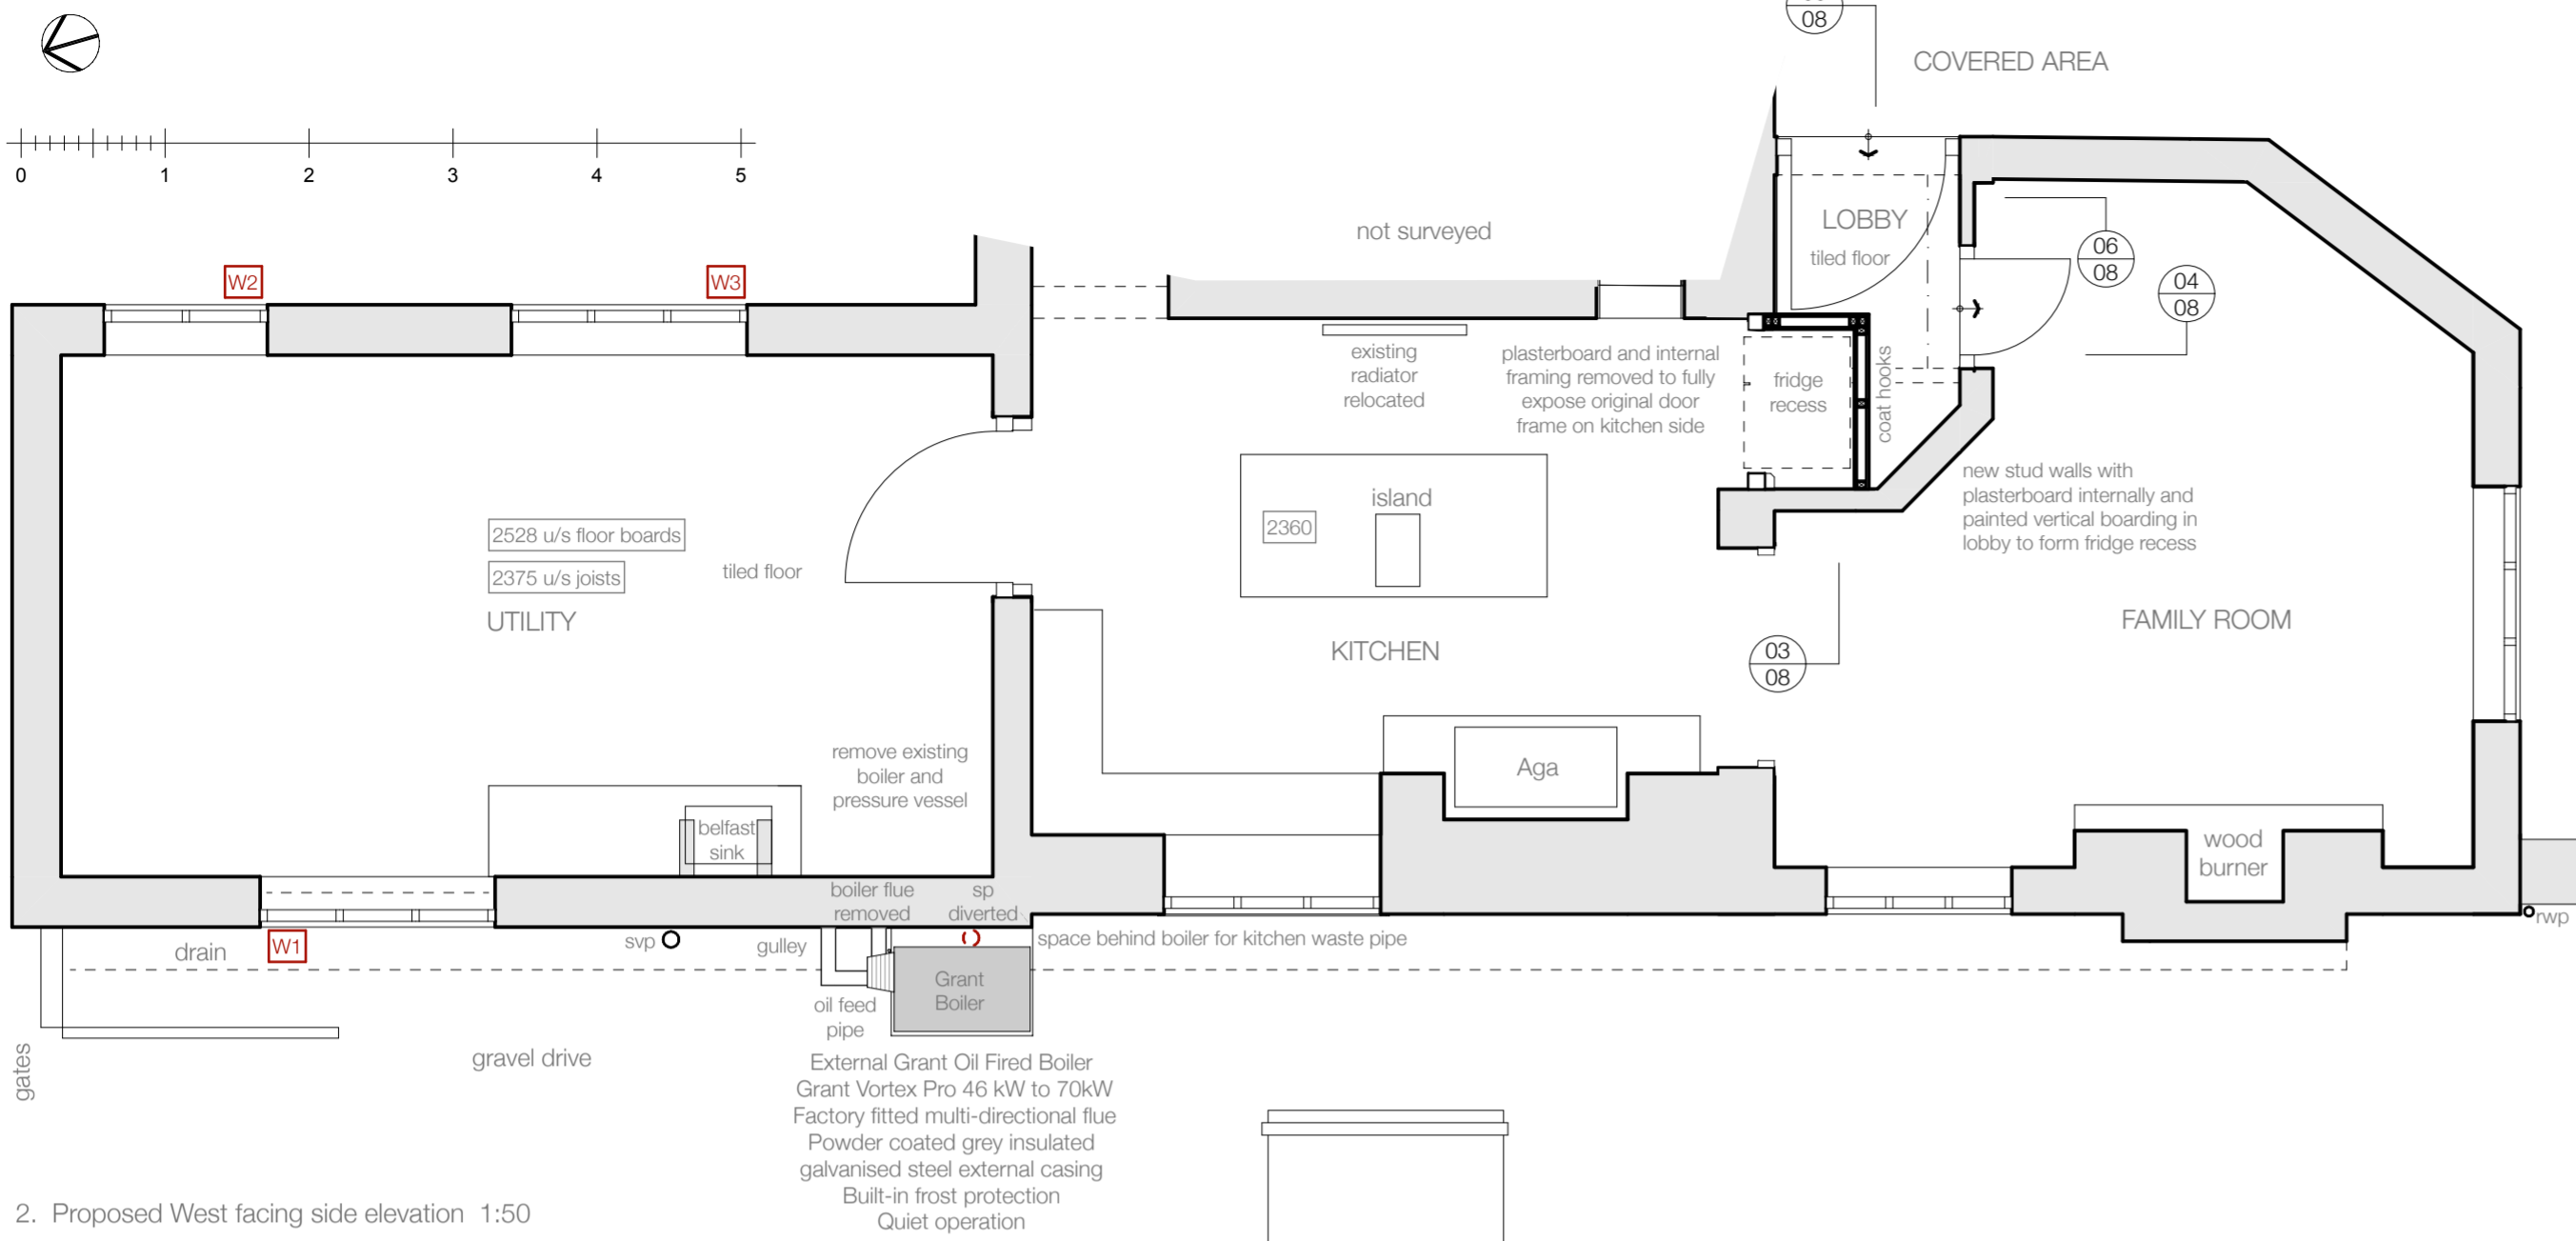 08
COVERED AREA
0 1 2 3 4 5
LOBBY
tiled floor
not surveyed
06
08
04
08
W2
W3
existing
radiator
relocated
plasterboard and internal
framing removed to fully
expose original door
frame on kitchen side
fridge
recess
coat hooks
new stud walls with
plasterboard internally and
painted vertical boarding in
lobby to form fridge recess
2528 u/s floor boards
2375 u/s joists
UTILITY
tiled floor
island
2360
KITCHEN
03
08
FAMILY ROOM
remove existing
boiler and
pressure vessel
Aga
belfast
sink
wood
burner
boiler flue
removed
sp
diverted
rwp
drain
W1
svp
gulley
space behind boiler for kitchen waste pipe
Grant
Boiler
oil feed
pipe
gates
gravel drive
External Grant Oil Fired Boiler
Grant Vortex Pro 46 kW to 70kW
Factory fitted multi-directional flue
Powder coated grey insulated
galvanised steel external casing
Built-in frost protection
Quiet operation
2. Proposed West facing side elevation 1:50